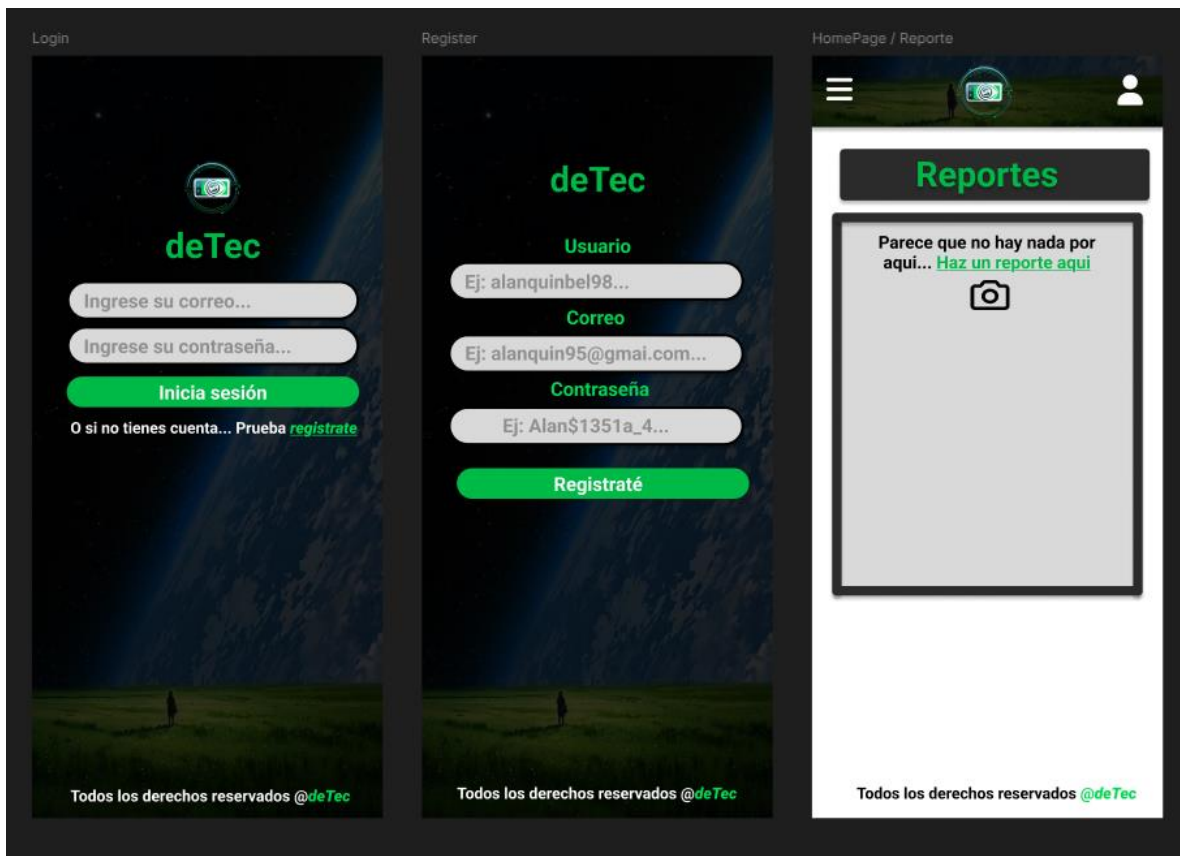 Login
deTec
Ingrese su correo...
Ingrese su contraseña...
Inicia sesión
O si no tienes cuenta... Prueba registrate
Todos los derechos reservados @deTec
Register
deTec
Usuario
Ej: alanquinbel98...
Correo
Ej: alanquin95@gmai.com...
Contraseña
Ej: Alan$1351a_4...
Registraté
Todos los derechos reservados @deTec
HomePage / Reporte
Reportes
Parece que no hay nada por
aqui... Haz un reporte aqui
Todos los derechos reservados @deTec